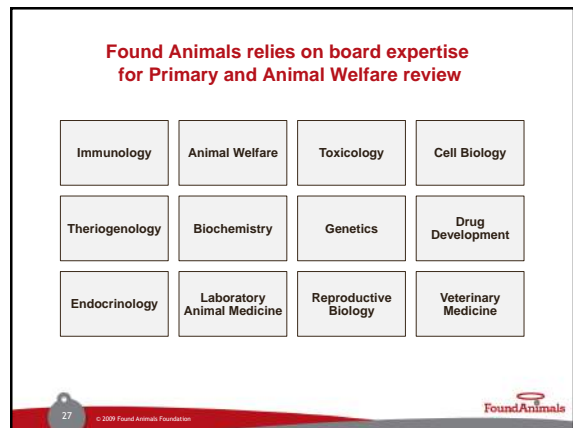 Found Animals relies on board expertise
for Primary and Animal Welfare review
Immunology
Animal Welfare
Toxicology
Cell Biology
Theriogenology
Biochemistry
Genetics
Drug
Development
Endocrinology
Laboratory
Animal Medicine
Reproductive
Biology
Veterinary
Medicine
27
© 2009 Found Animals Foundation
FoundAnimals